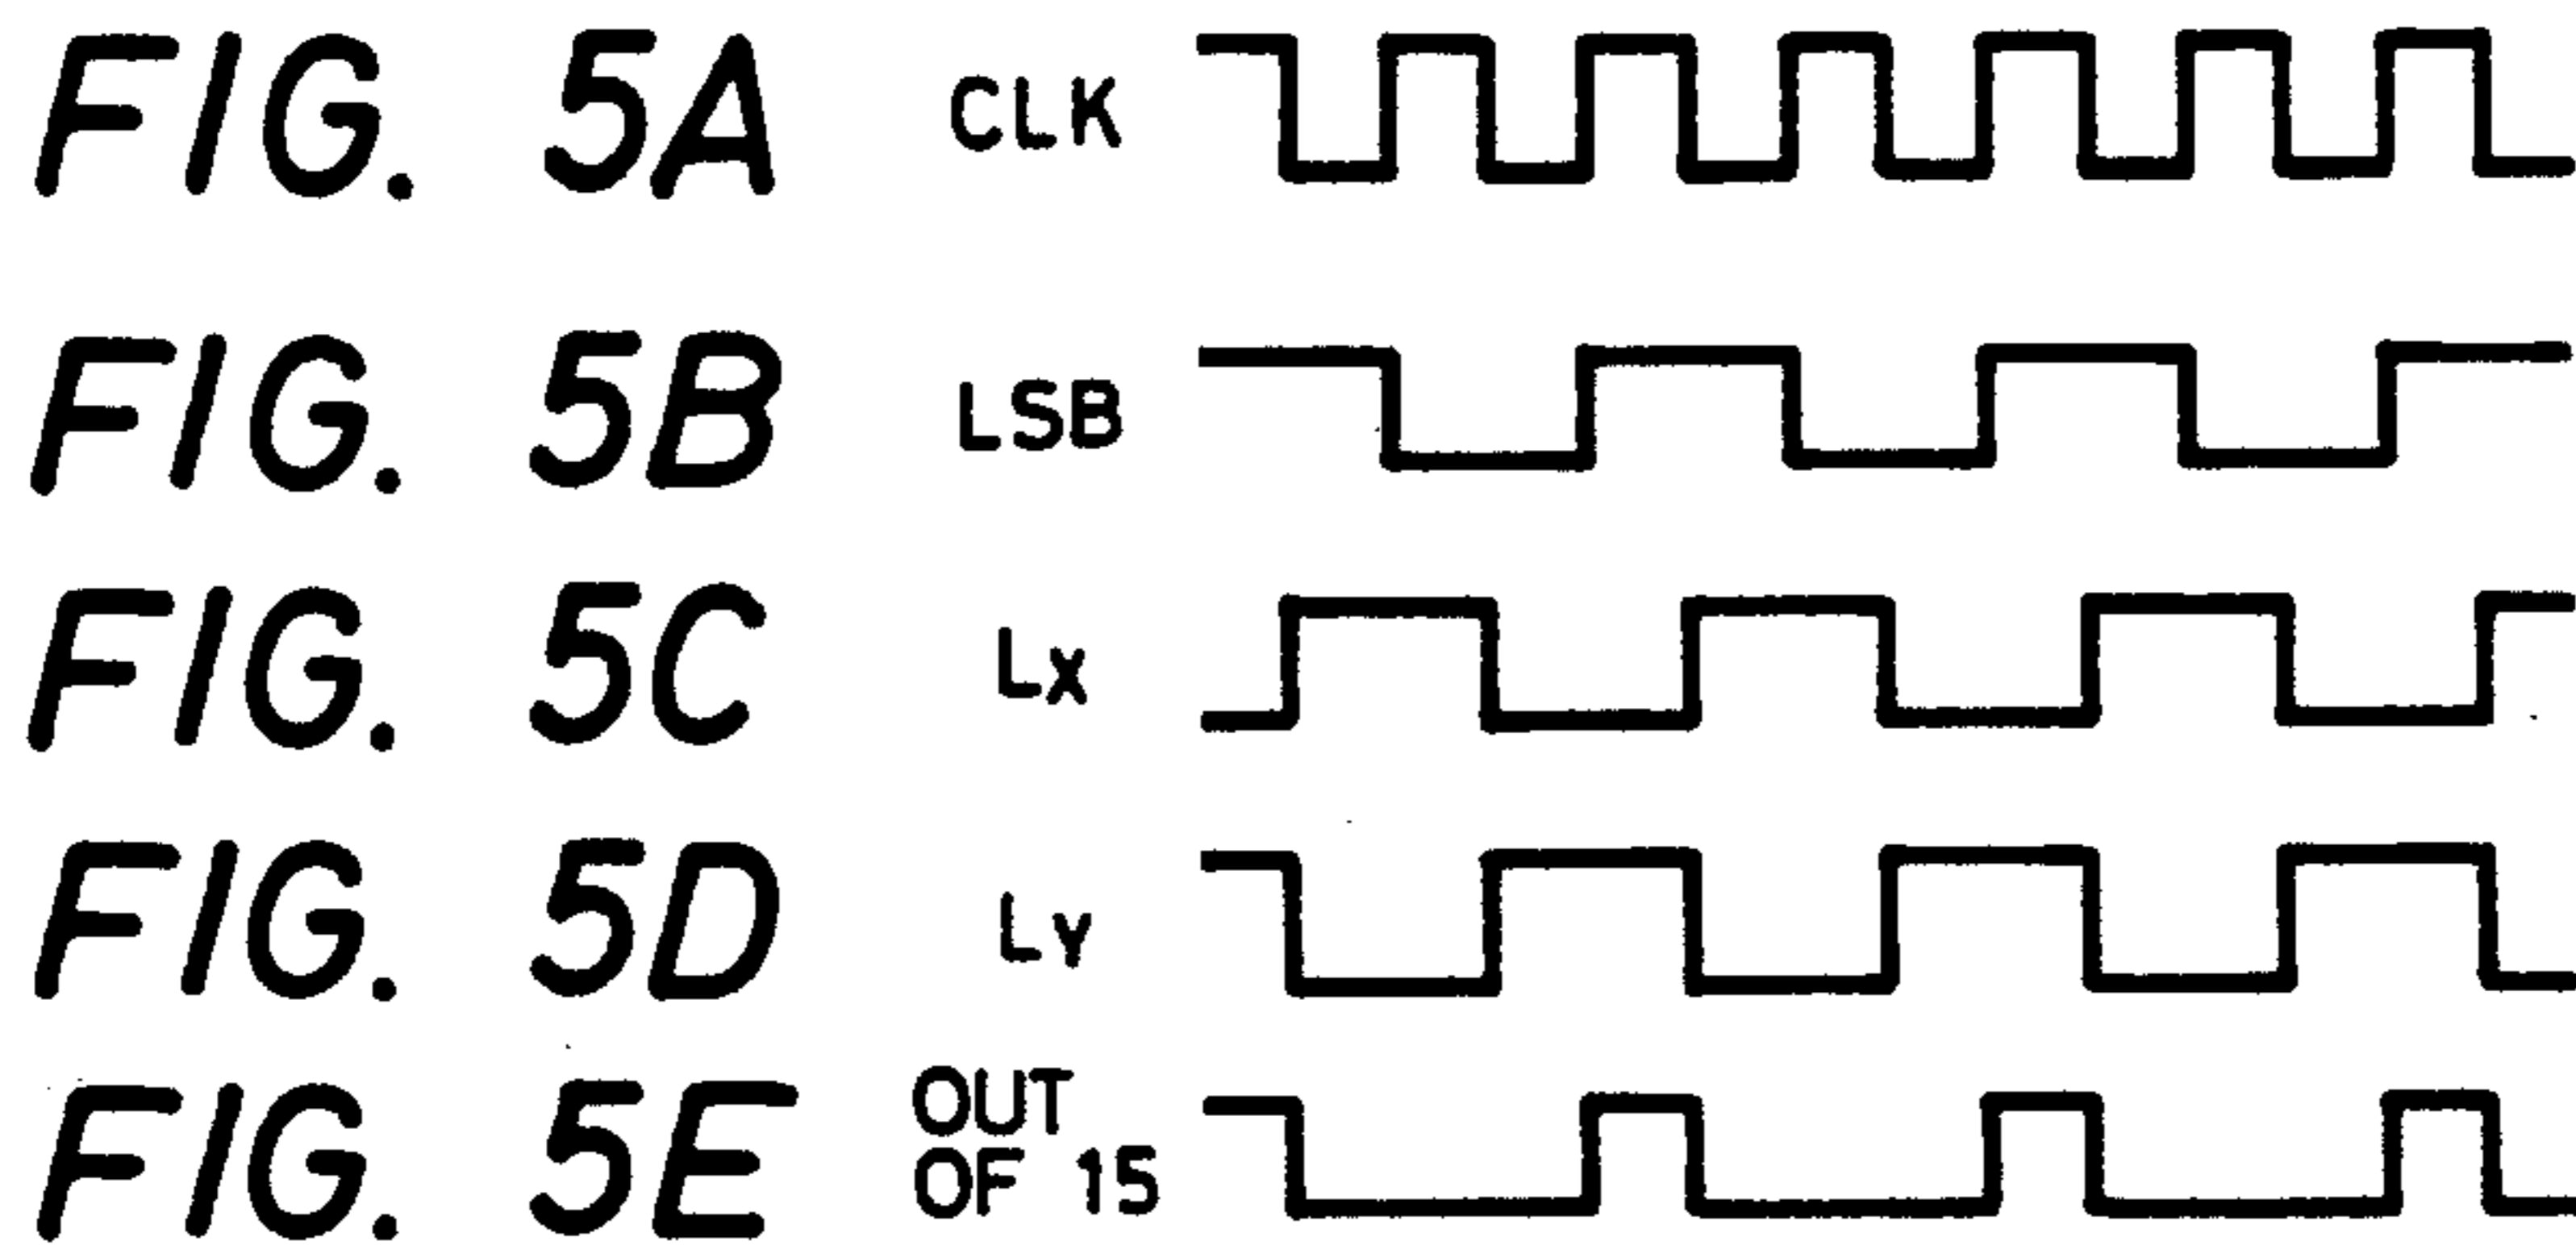 FIG. 5A CLK
FIG. 5B LSB
FIG. 5C Lx
FIG. 5D Ly
FIG. 5E OUT
OF 15